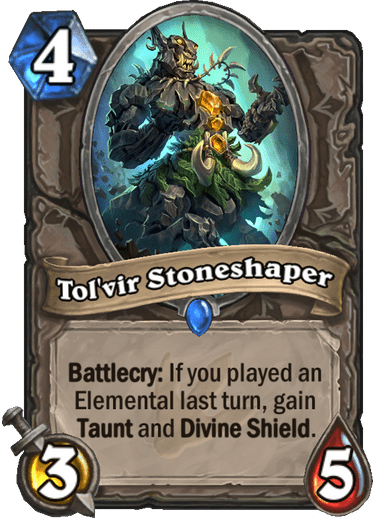 4
Tol'vir Stoneshaper
Battlecry: If you played an
Elemental last turn, gain
Taunt and Divine Shield.
3
5